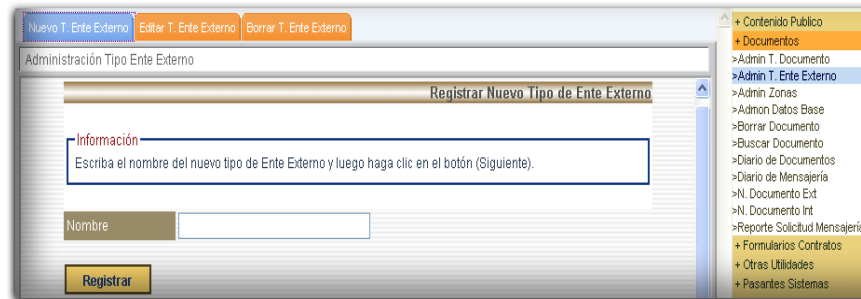 Nuevo T. Ente Externo Editar T. Ente Externo Borrar T. Ente Externo
Administración Tipo Ente Externo
Registrar Nuevo Tipo de Ente Externo
Información
Escriba el nombre del nuevo tipo de Ente Externo y luego haga clic en el botón (Siguiente).
Nombre
Registrar
+ Contenido Publico
+ Documentos
>Admin T. Documento
>Admin T. Ente Externo
>Admin Zonas
>Admon Datos Base
>Borrar Documento
>Buscar Documento
>Diario de Documentos
>Diario de Mensajería
>N. Documento Ext
>N. Documento Int
>Reporte Solicitud Mensajería
+ Formularios Contratos
+ Otras Utilidades
+ Pasantes Sistemas